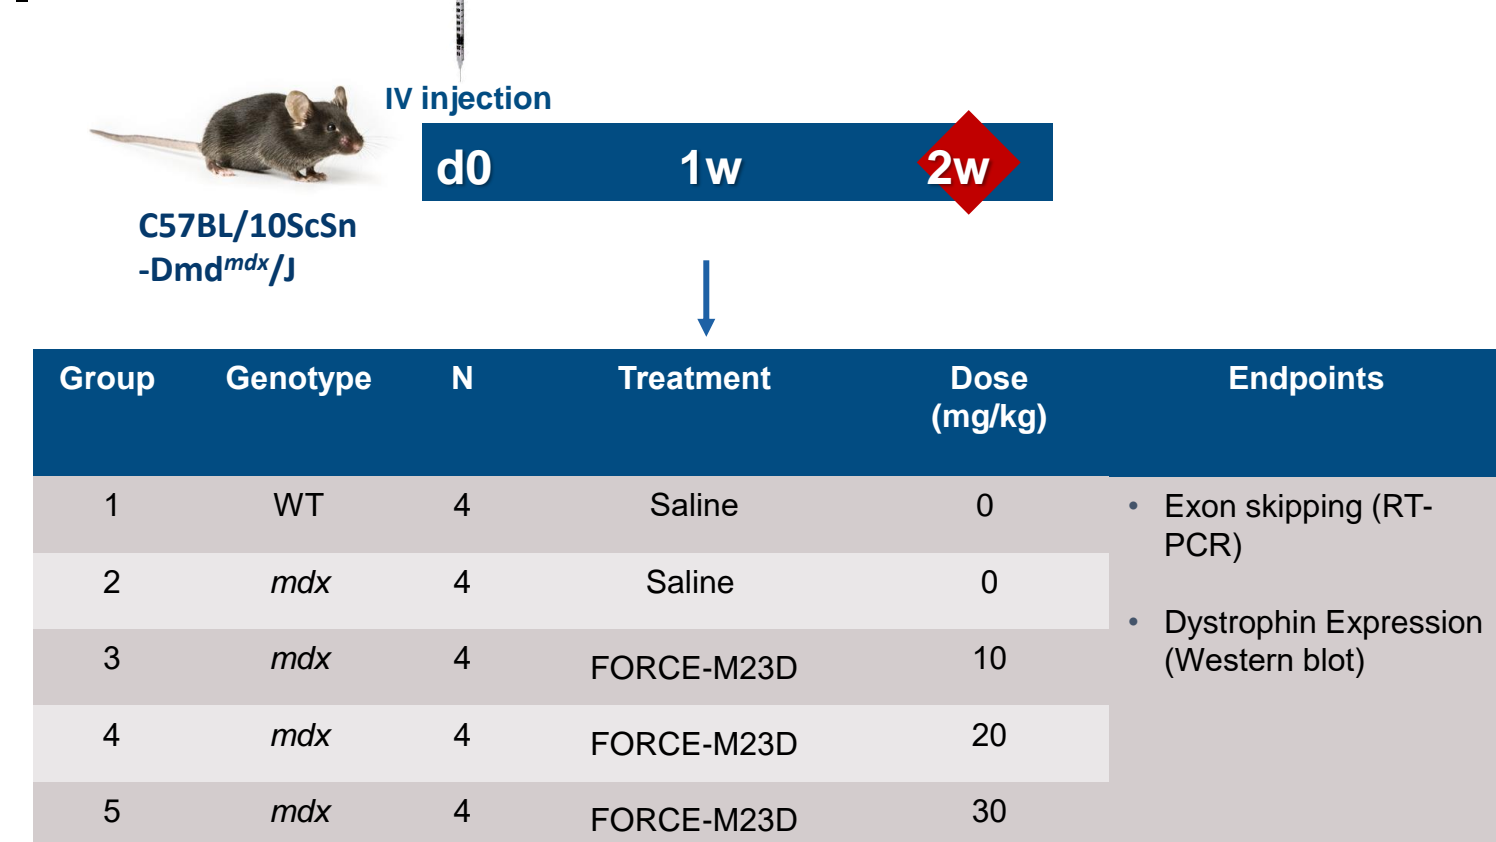 IV injection
d0 1w 2w
C57BL/10ScSn
-Dmdmdx/J
Group Genotype N Treatment Dose (mg/kg) Endpoints
1 WT 4 Saline 0
2 mdx 4 Saline 0
3 mdx 4 FORCE-M23D 10
4 mdx 4 FORCE-M23D 20
5 mdx 4 FORCE-M23D 30
• Exon skipping (RT-
PCR)
• Dystrophin Expression
(Western blot)